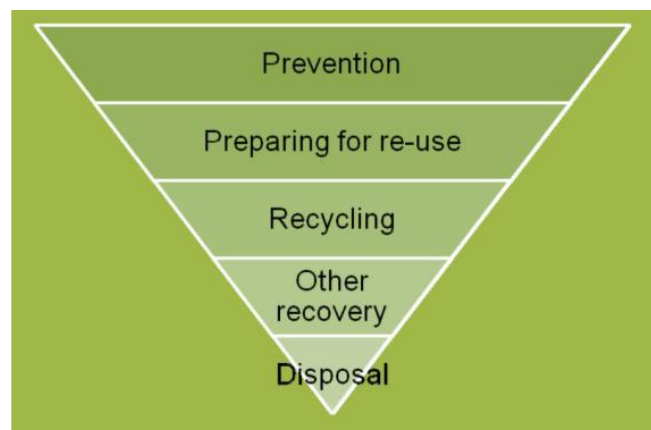 Prevention
Preparing for re-use
Recycling
Other
recovery
Disposal